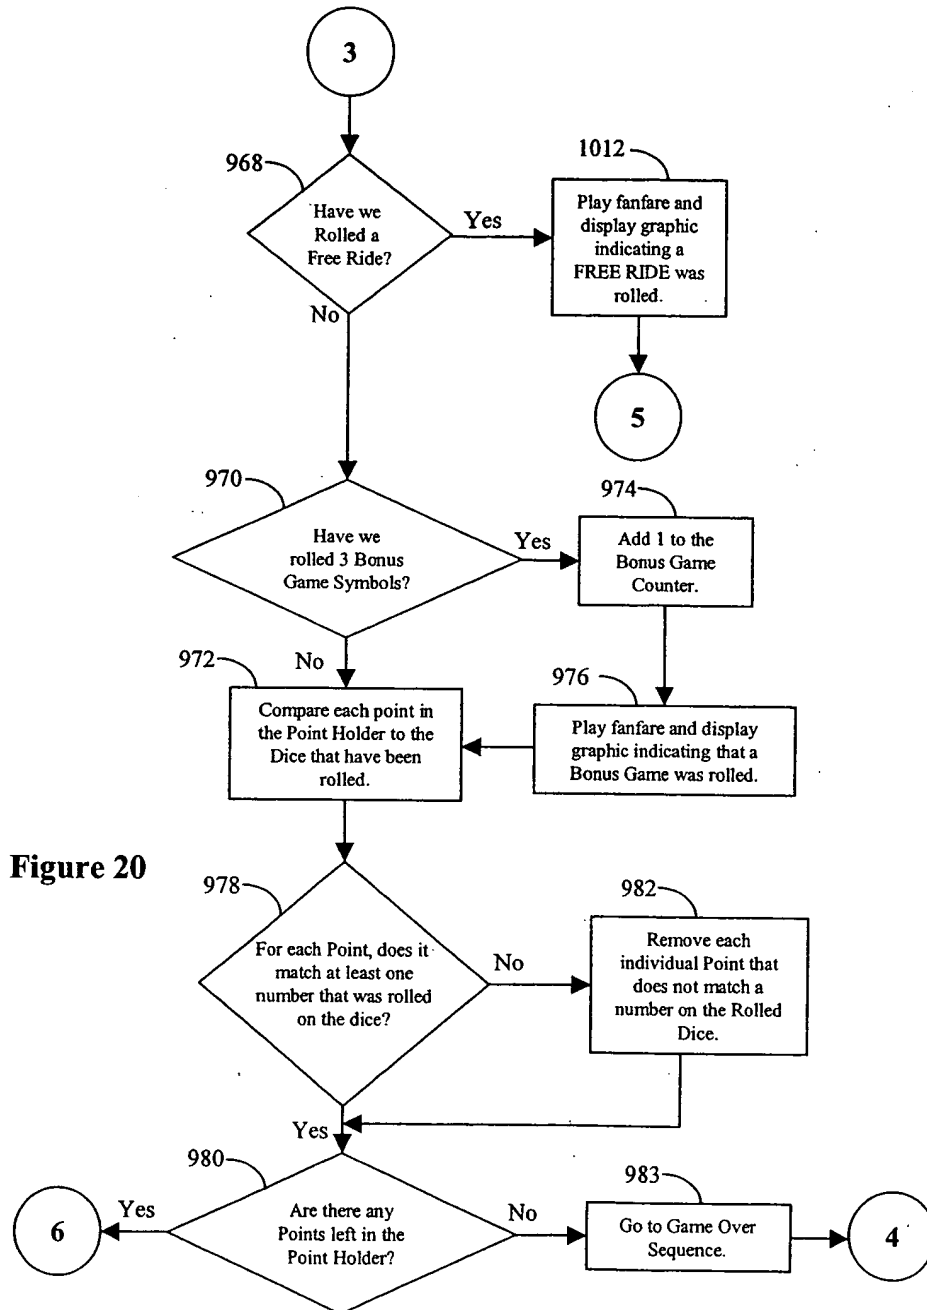 3
968
Have we
Rolled a
Free Ride?
Yes
No
1012
Play fanfare and
display graphic
indicating a
FREE RIDE was
rolled.
5
970
Have we
rolled 3 Bonus
Game Symbols?
Yes
No
974
Add 1 to the
Bonus Game
Counter.
972
Compare each point in
the Point Holder to the
Dice that have been
rolled.
976
Play fanfare and display
graphic indicating that a
Bonus Game was rolled.
Figure 20
978
For each Point, does it
match at least one
number that was rolled
on the dice?
No
Yes
982
Remove each
individual Point that
does not match a
number on the Rolled
Dice.
980
Are there any
Points left in the
Point Holder?
Yes
6
No
983
Go to Game Over
Sequence.
4